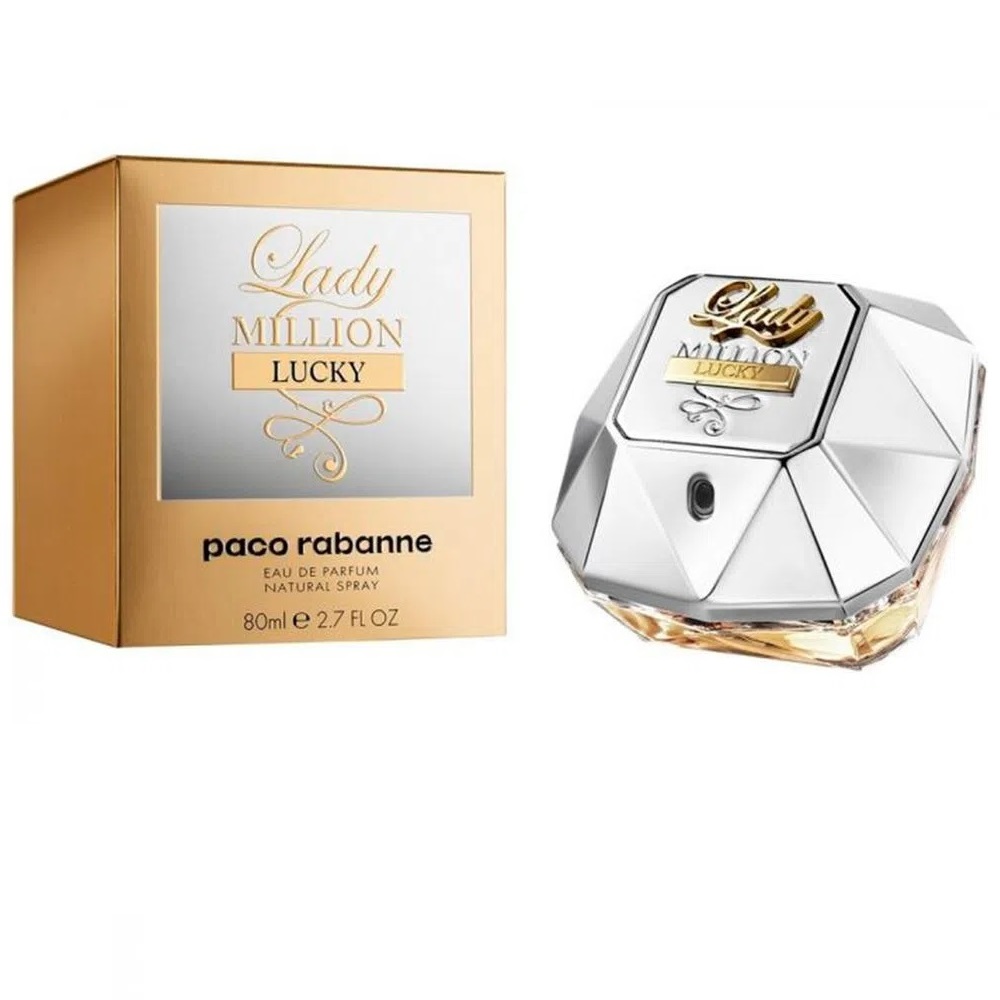 Lady
MILLION
LUCKY
paco rabanne
EAU DE PARFUM
NATURAL SPRAY
80ml e 2.7 FL OZ
Lady
MILLION
LUCKY